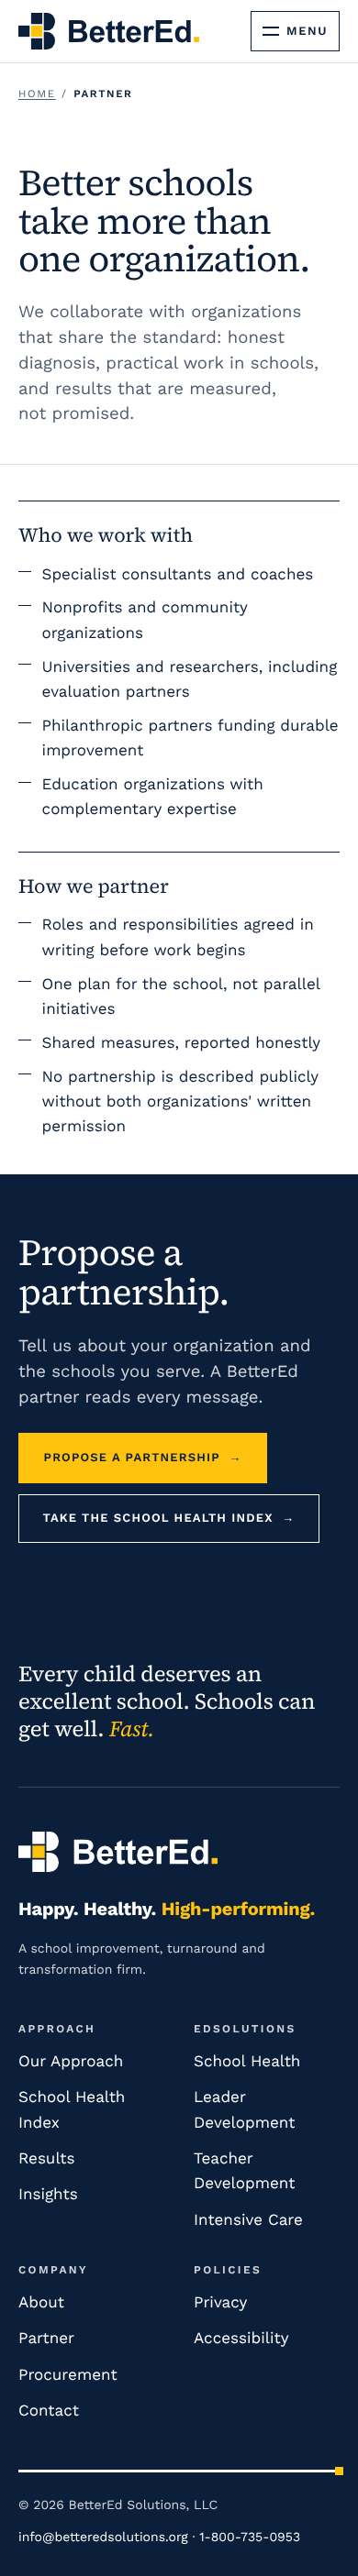 BetterEd.
MENU
HOME / PARTNER
Better schools
take more than
one organization.
We collaborate with organizations
that share the standard: honest
diagnosis, practical work in schools,
and results that are measured,
not promised.
Who we work with
— Specialist consultants and coaches
— Nonprofits and community
organizations
— Universities and researchers, including
evaluation partners
— Philanthropic partners funding durable
improvement
— Education organizations with
complementary expertise
How we partner
— Roles and responsibilities agreed in
writing before work begins
— One plan for the school, not parallel
initiatives
— Shared measures, reported honestly
— No partnership is described publicly
without both organizations' written
permission
Propose a
partnership.
Tell us about your organization and
the schools you serve. A BetterEd
partner reads every message.
PROPOSE A PARTNERSHIP →
TAKE THE SCHOOL HEALTH INDEX →
Every child deserves an
excellent school. Schools can
get well. Fast.
BetterEd.
Happy. Healthy. High-performing.
A school improvement, turnaround and
transformation firm.
APPROACH
Our Approach
School Health
Index
Results
Insights
EDSOLUTIONS
School Health
Leader
Development
Teacher
Development
Intensive Care
COMPANY
About
Partner
Procurement
Contact
POLICIES
Privacy
Accessibility
© 2026 BetterEd Solutions, LLC
info@betteredsolutions.org · 1-800-735-0953